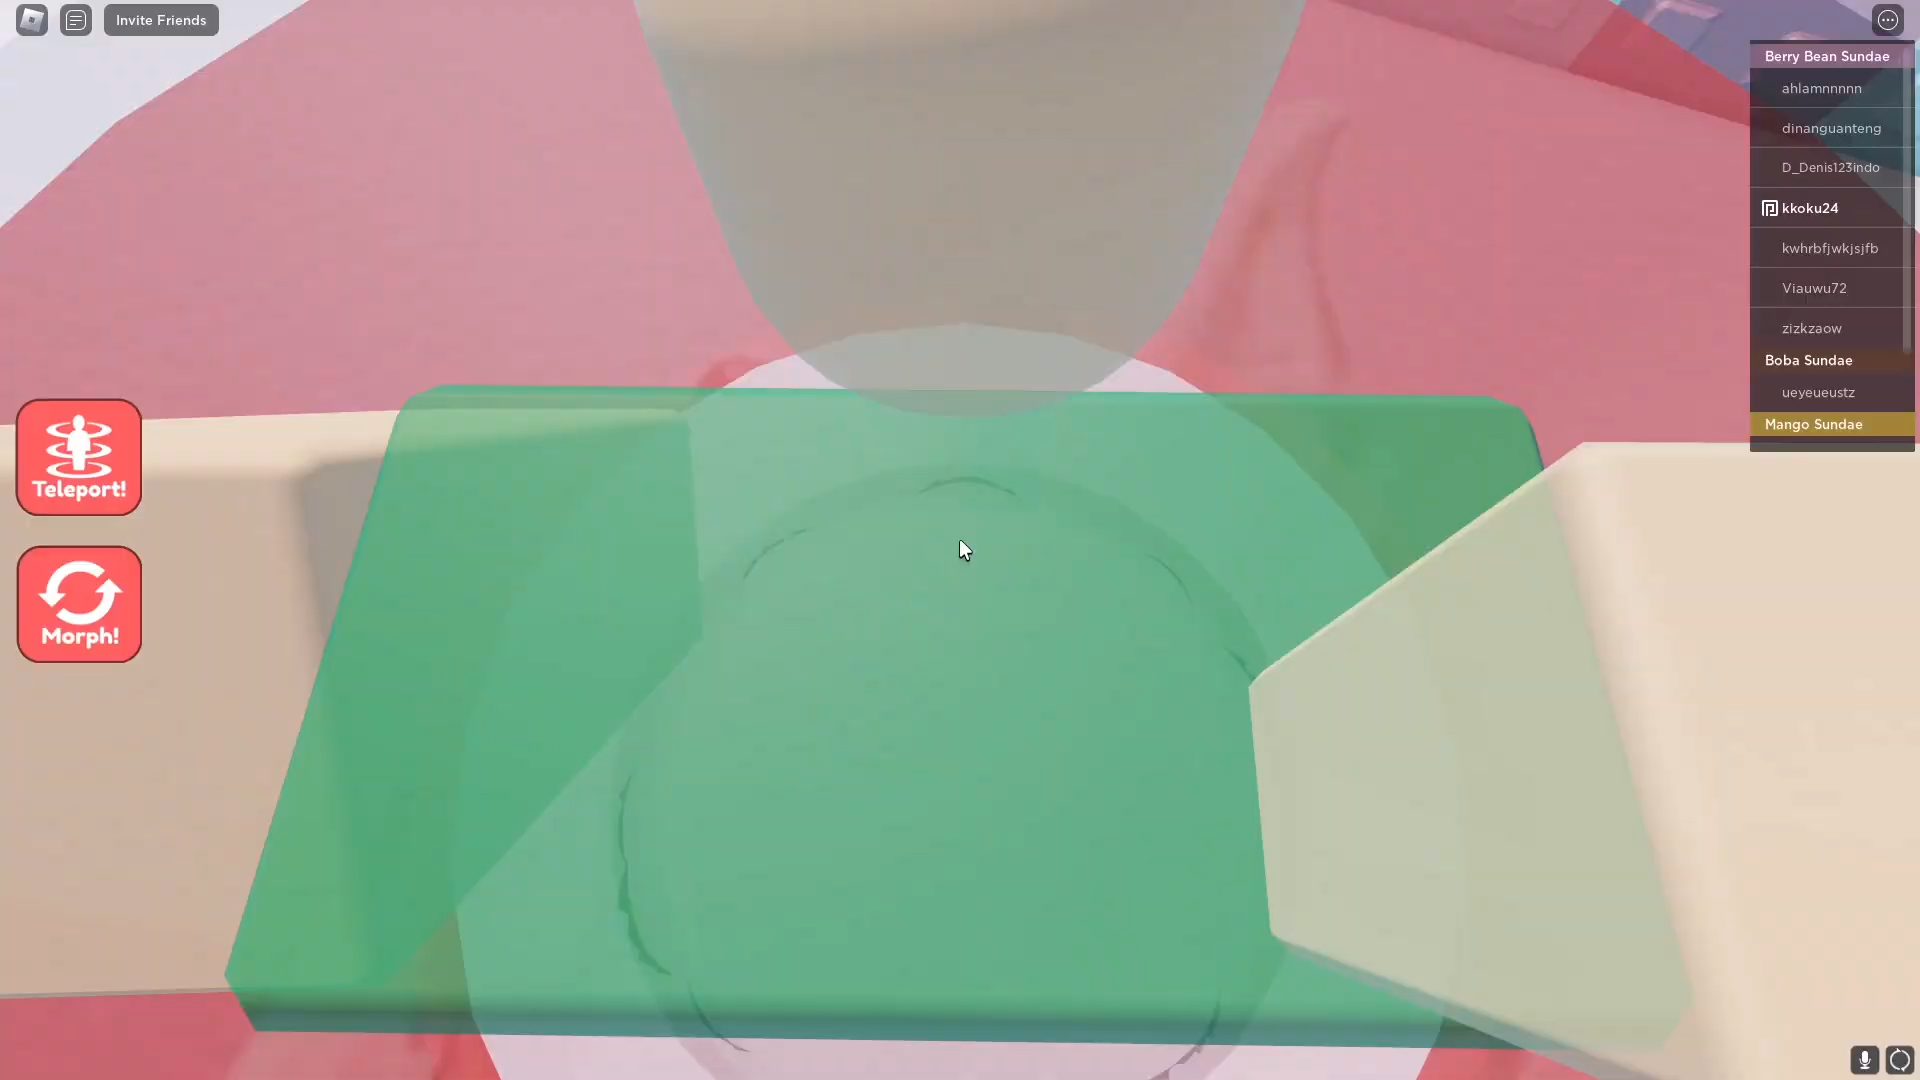 Invite Friends
Berry Bean Sundae
ahlamnnnnn
dinanguanteng
D_Denis123indo
kkoku24
kwhrbfjwkjsjfb
Viauwu72
zizkzaow
Boba Sundae
ueyeueustz
Mango Sundae
Teleport!
Morph!